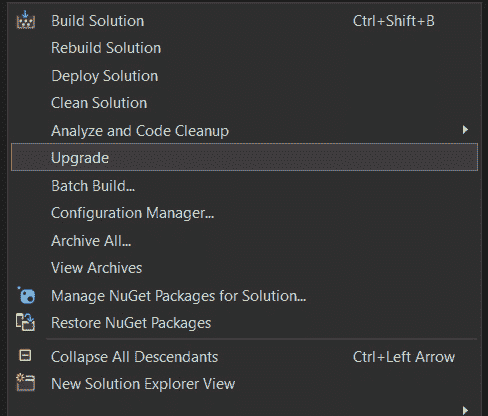 Build Solution Ctrl+Shift+B
Rebuild Solution
Deploy Solution
Clean Solution
Analyze and Code Cleanup
Upgrade
Batch Build...
Configuration Manager...
Archive All...
View Archives
Manage NuGet Packages for Solution...
Restore NuGet Packages
Collapse All Descendants Ctrl+Left Arrow
New Solution Explorer View